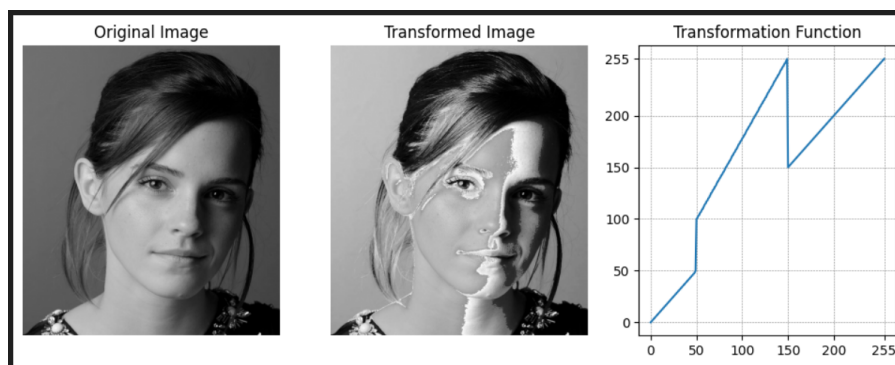 Original Image
Transformed Image
Transformation Function
255
200
150
100
50
0
0 50 100 150 200 255